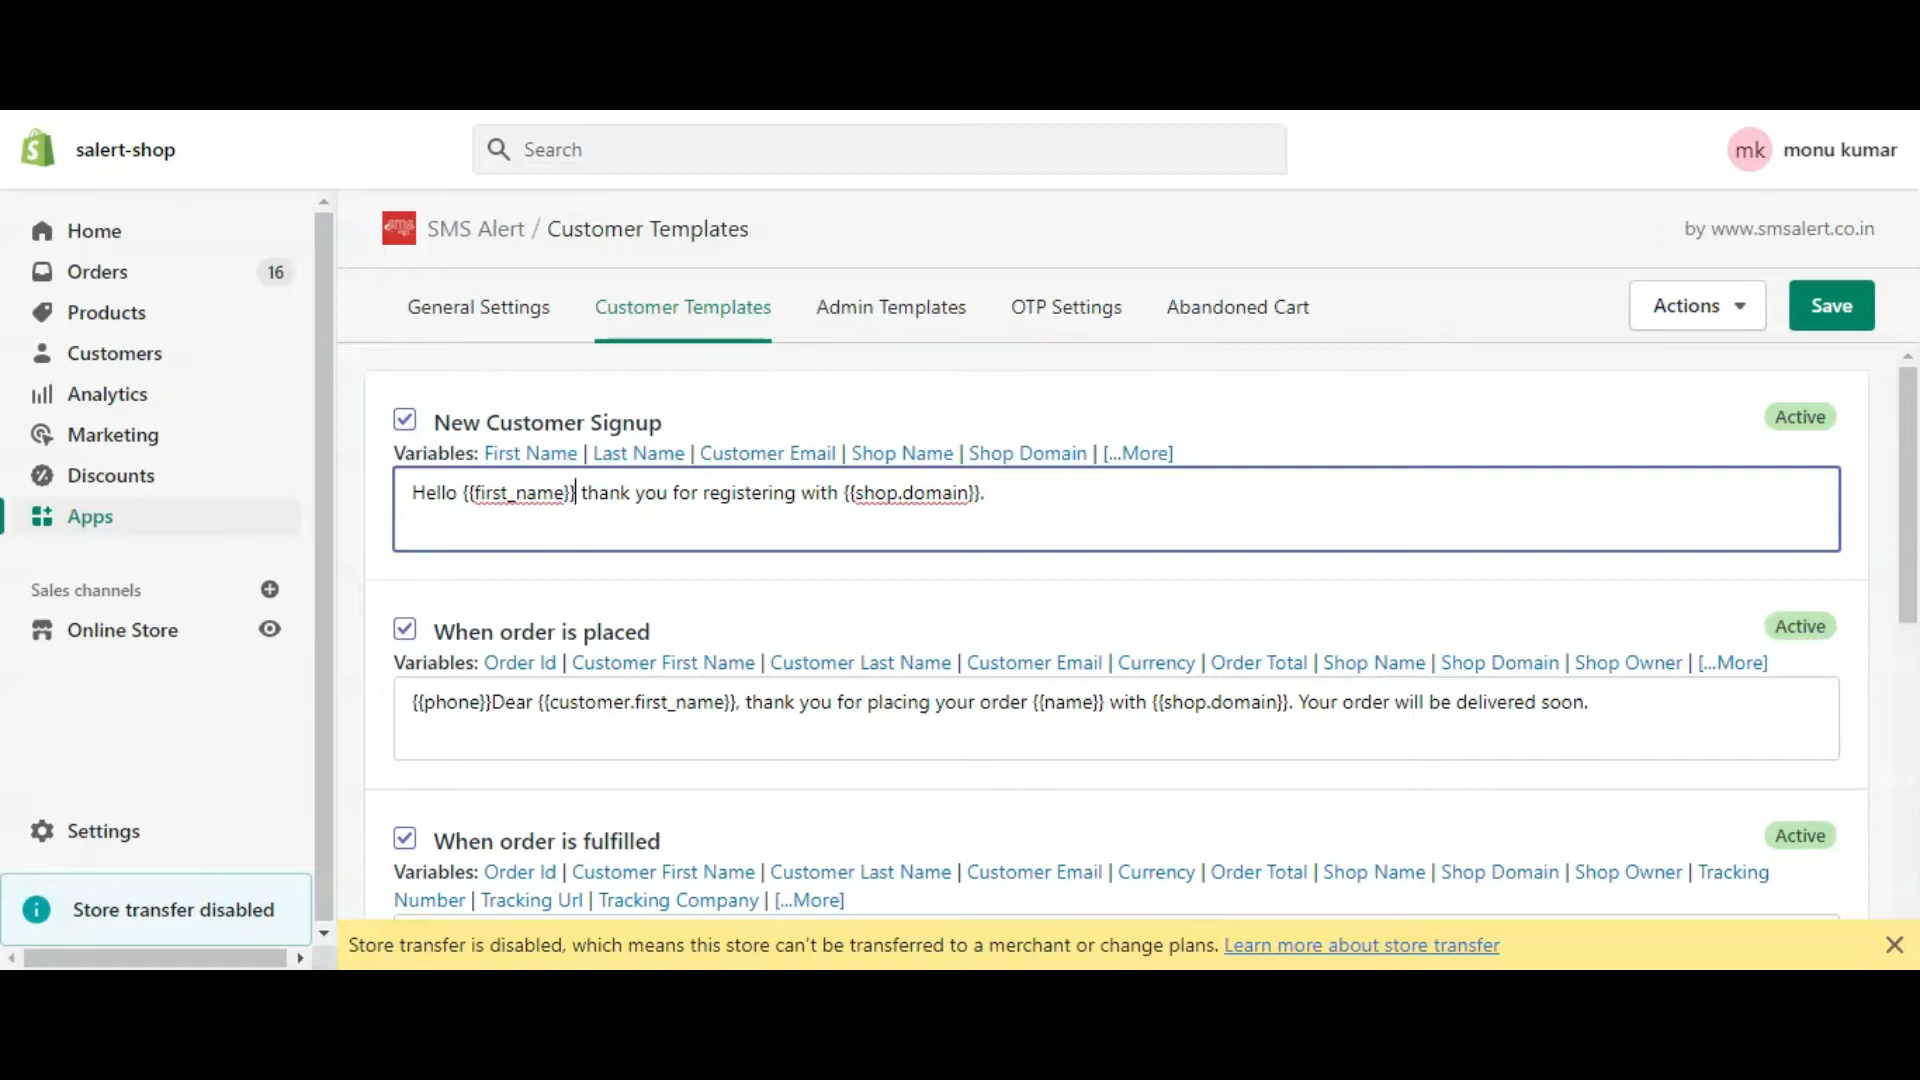 salert-shop
Search
mk monu kumar
Home
Orders 16
Products
Customers
Analytics
Marketing
Discounts
Apps
Sales channels
Online Store
Settings
Store transfer disabled
SMS Alert / Customer Templates
by www.smsalert.co.in
General Settings Customer Templates Admin Templates OTP Settings Abandoned Cart
Actions Save
New Customer Signup Active
Variables: First Name | Last Name | Customer Email | Shop Name | Shop Domain | [...More]
Hello {{first_name}} thank you for registering with {{shop.domain}}.
When order is placed Active
Variables: Order Id | Customer First Name | Customer Last Name | Customer Email | Currency | Order Total | Shop Name | Shop Domain | Shop Owner | [...More]
{{phone}}Dear {{customer.first_name}}, thank you for placing your order {{name}} with {{shop.domain}}. Your order will be delivered soon.
When order is fulfilled Active
Variables: Order Id | Customer First Name | Customer Last Name | Customer Email | Currency | Order Total | Shop Name | Shop Domain | Shop Owner | Tracking
Number | Tracking Url | Tracking Company | [...More]
Store transfer is disabled, which means this store can't be transferred to a merchant or change plans. Learn more about store transfer